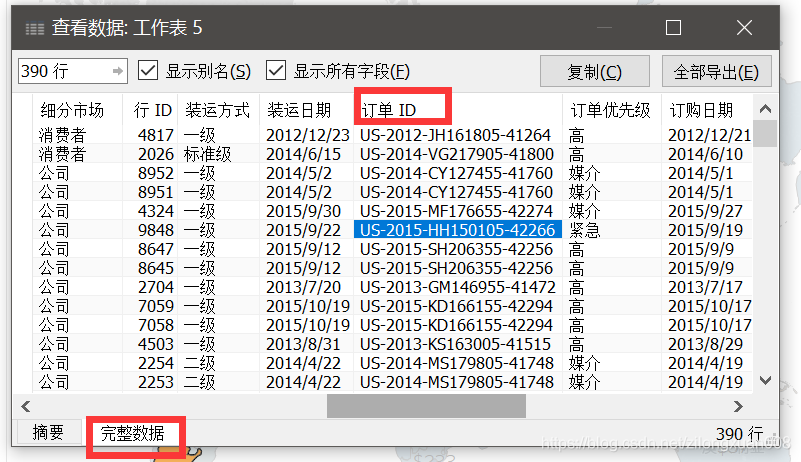 查看数据: 工作表 5
390 行 显示别名(S) 显示所有字段(F) 复制(C) 全部导出(E)
细分市场 行 ID 装运方式 装运日期 订单 ID 订单优先级 订购日期
消费者 4817 一级 2012/12/23 US-2012-JH161805-41264 高 2012/12/21
消费者 2026 标准级 2014/6/15 US-2014-VG217905-41800 高 2014/6/10
公司 8952 一级 2014/5/2 US-2014-CY127455-41760 媒介 2014/5/1
公司 8951 一级 2014/5/2 US-2014-CY127455-41760 媒介 2014/5/1
公司 4324 一级 2015/9/30 US-2015-MF176655-42274 媒介 2015/9/27
公司 9848 一级 2015/9/22 US-2015-HH150105-42266 紧急 2015/9/19
公司 8647 一级 2015/9/12 US-2015-SH206355-42256 高 2015/9/9
公司 8645 一级 2015/9/12 US-2015-SH206355-42256 高 2015/9/9
公司 2504 一级 2013/7/20 US-2013-GM146955-41472 高 2013/7/17
公司 7059 一级 2015/10/19 US-2015-KD166155-42294 高 2015/10/17
公司 7058 一级 2015/10/19 US-2015-KD166155-42294 高 2015/10/17
公司 4503 一级 2013/8/31 US-2013-KS163005-41515 高 2013/8/29
公司 2254 二级 2014/4/22 US-2014-MS179805-41748 媒介 2014/4/19
公司 2253 二级 2014/4/22 US-2014-MS179805-41748 媒介 2014/4/19
摘要 完整数据 390 行